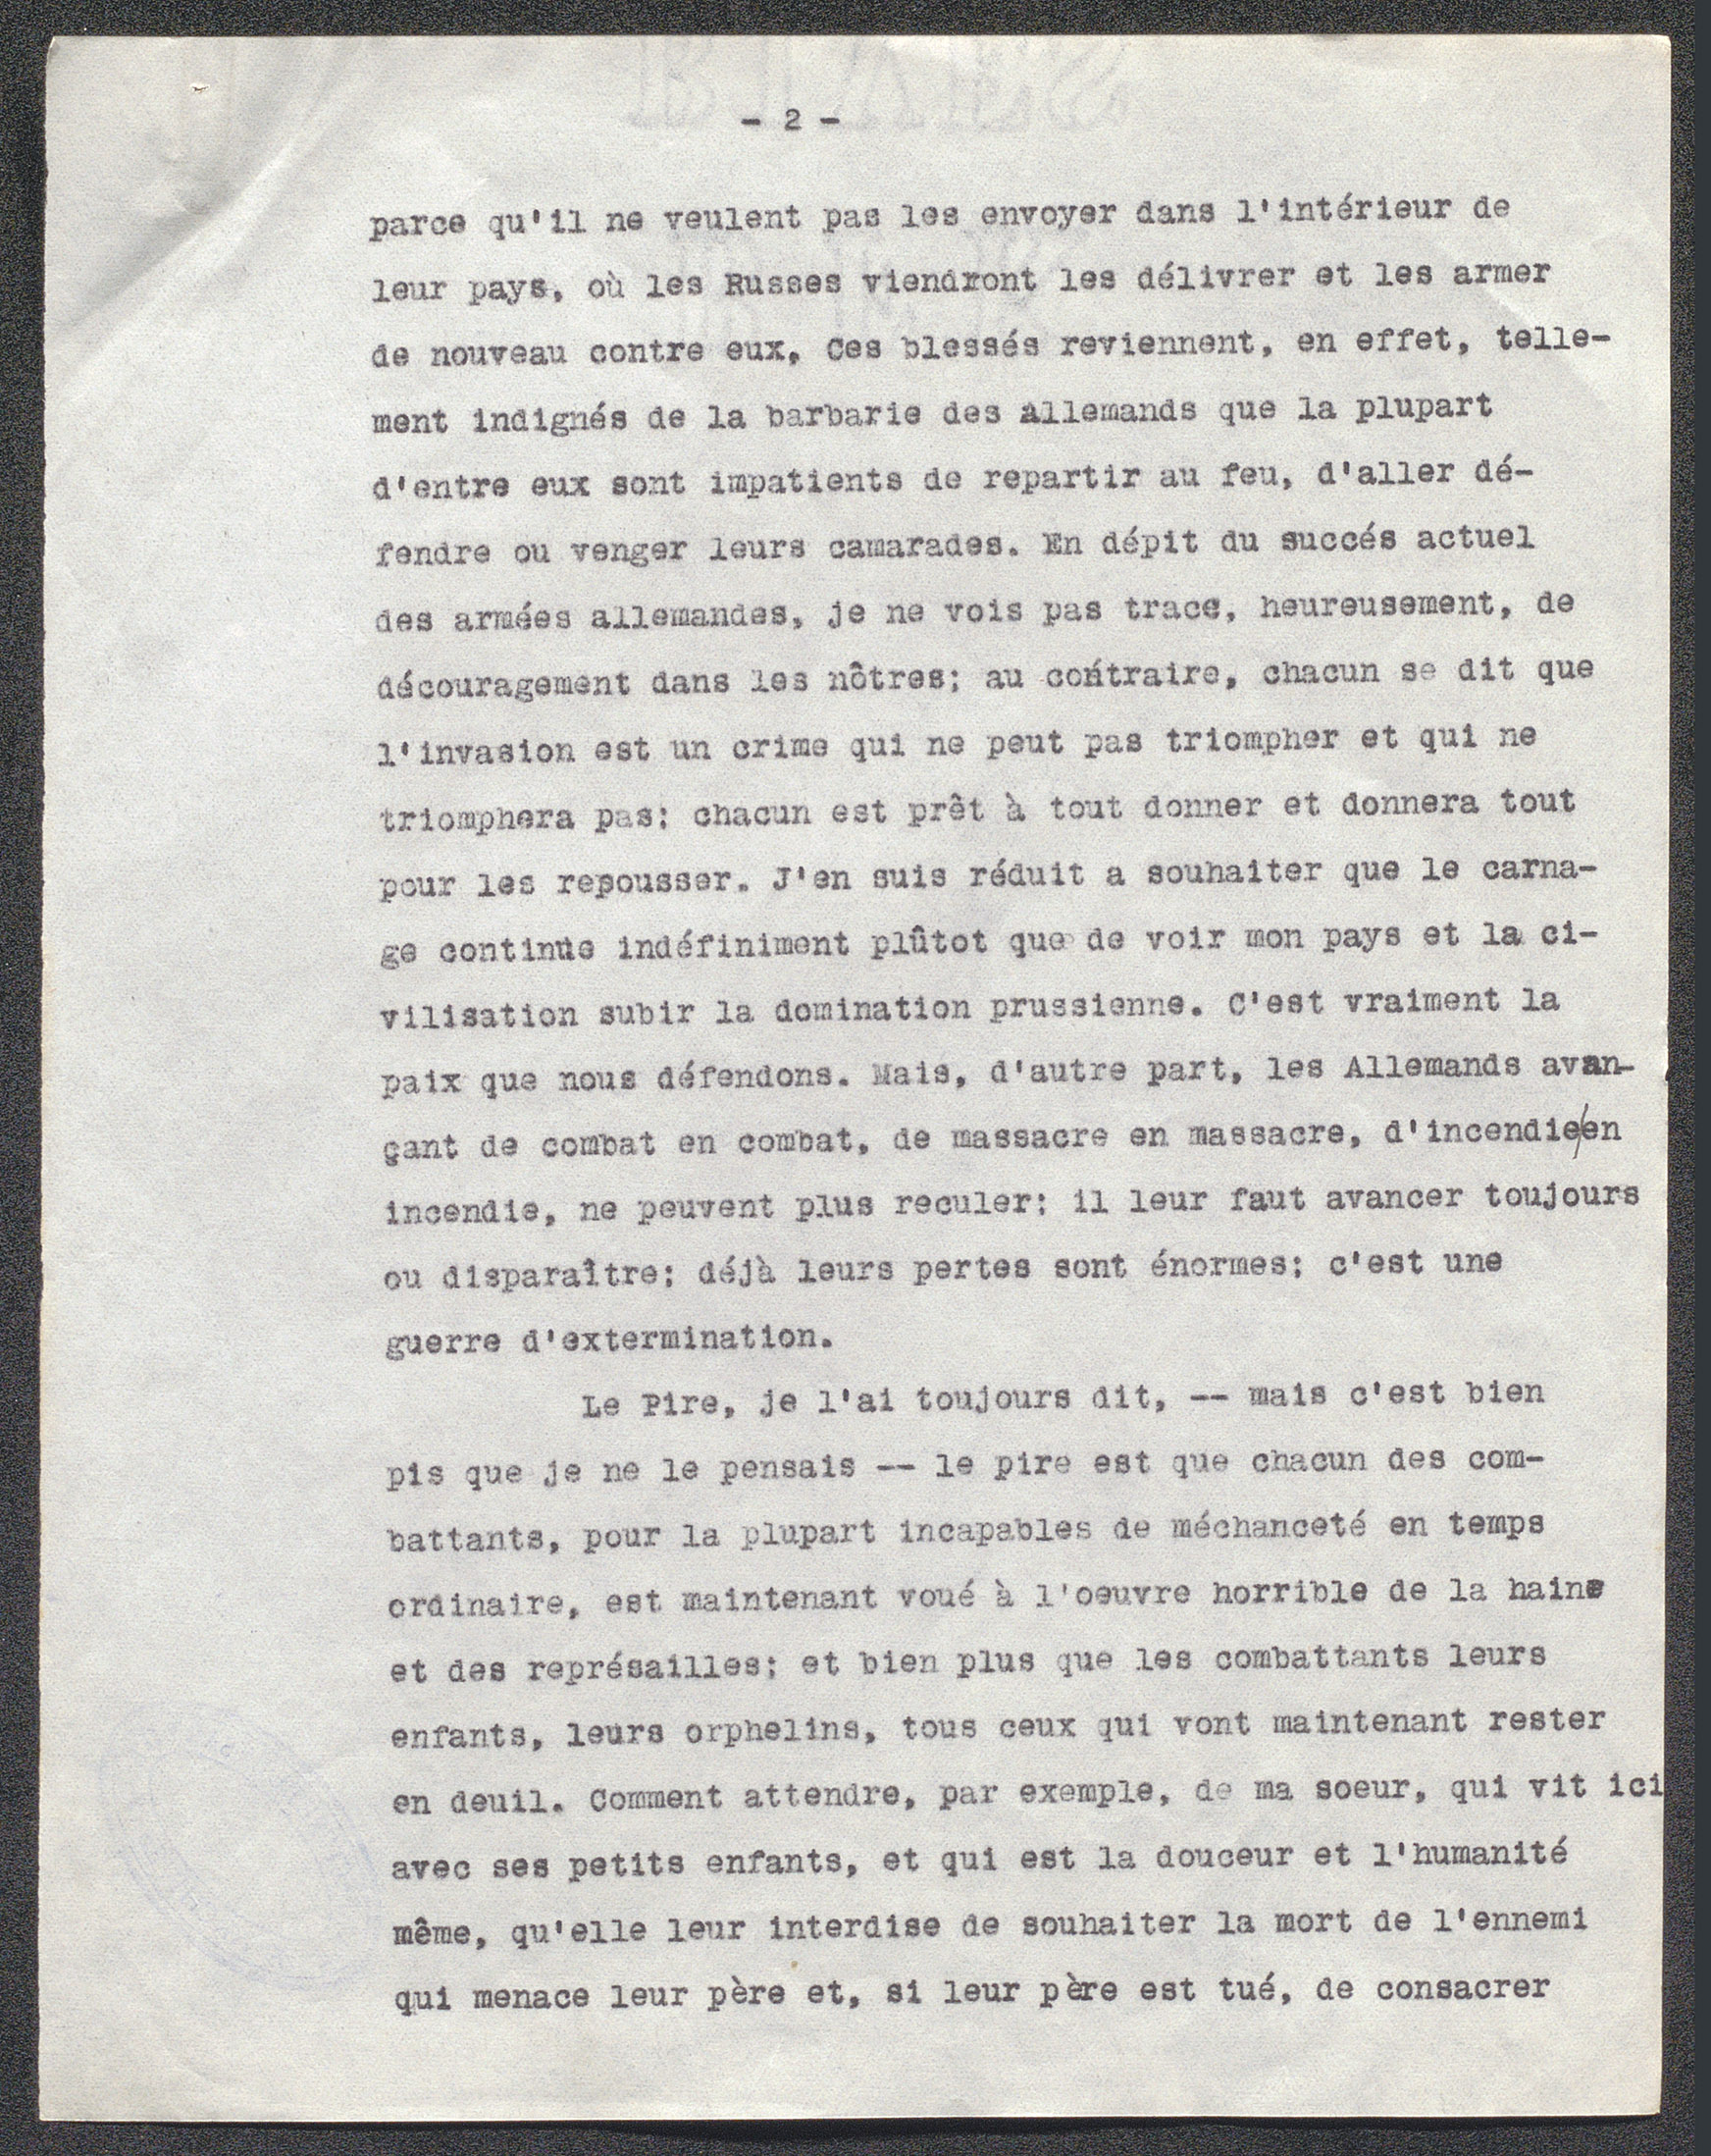 - 2 -
parce qu'il ne veulent pas les envoyer dans l'intérieur de
leur pays, où les Russes viendront les délivrer et les armer
de nouveau contre eux, Ces blessés reviennent, en effet, telle-
ment indignés de la barbarie des Allemands que la plupart
d'entre eux sont impatients de repartir au feu, d'aller dé-
fendre ou venger leurs camarades. En dépit du succés actuel
des armées allemandes, je ne vois pas trace, heureusement, de
découragement dans les nôtres; au contraire, chacun se dit que
l'invasion est un crime qui ne peut pas triompher et qui ne
triomphera pas: chacun est prêt à tout donner et donnera tout
pour les repousser. J'en suis réduit a souhaiter que le carna-
ge continue indéfiniment plûtot que de voir mon pays et la ci-
vilisation subir la domination prussienne. C'est vraiment la
paix que nous défendons. Mais, d'autre part, les Allemands avan-
çant de combat en combat, de massacre en massacre, d'incendie/en
incendie, ne peuvent plus reculer: il leur faut avancer toujours
ou disparaître; déjà leurs pertes sont énormes; c'est une
guerre d'extermination.
Le Pire, je l'ai toujours dit, -- mais c'est bien
pis que je ne le pensais -- le pire est que chacun des com-
battants, pour la plupart incapables de méchanceté en temps
ordinaire, est maintenant voué à l'oeuvre horrible de la haine
et des représailles; et bien plus que les combattants leurs
enfants, leurs orphelins, tous ceux qui vont maintenant rester
en deuil. Comment attendre, par exemple, de ma soeur, qui vit ici
avec ses petits enfants, et qui est la douceur et l'humanité
même, qu'elle leur interdise de souhaiter la mort de l'ennemi
qui menace leur père et, si leur père est tué, de consacrer